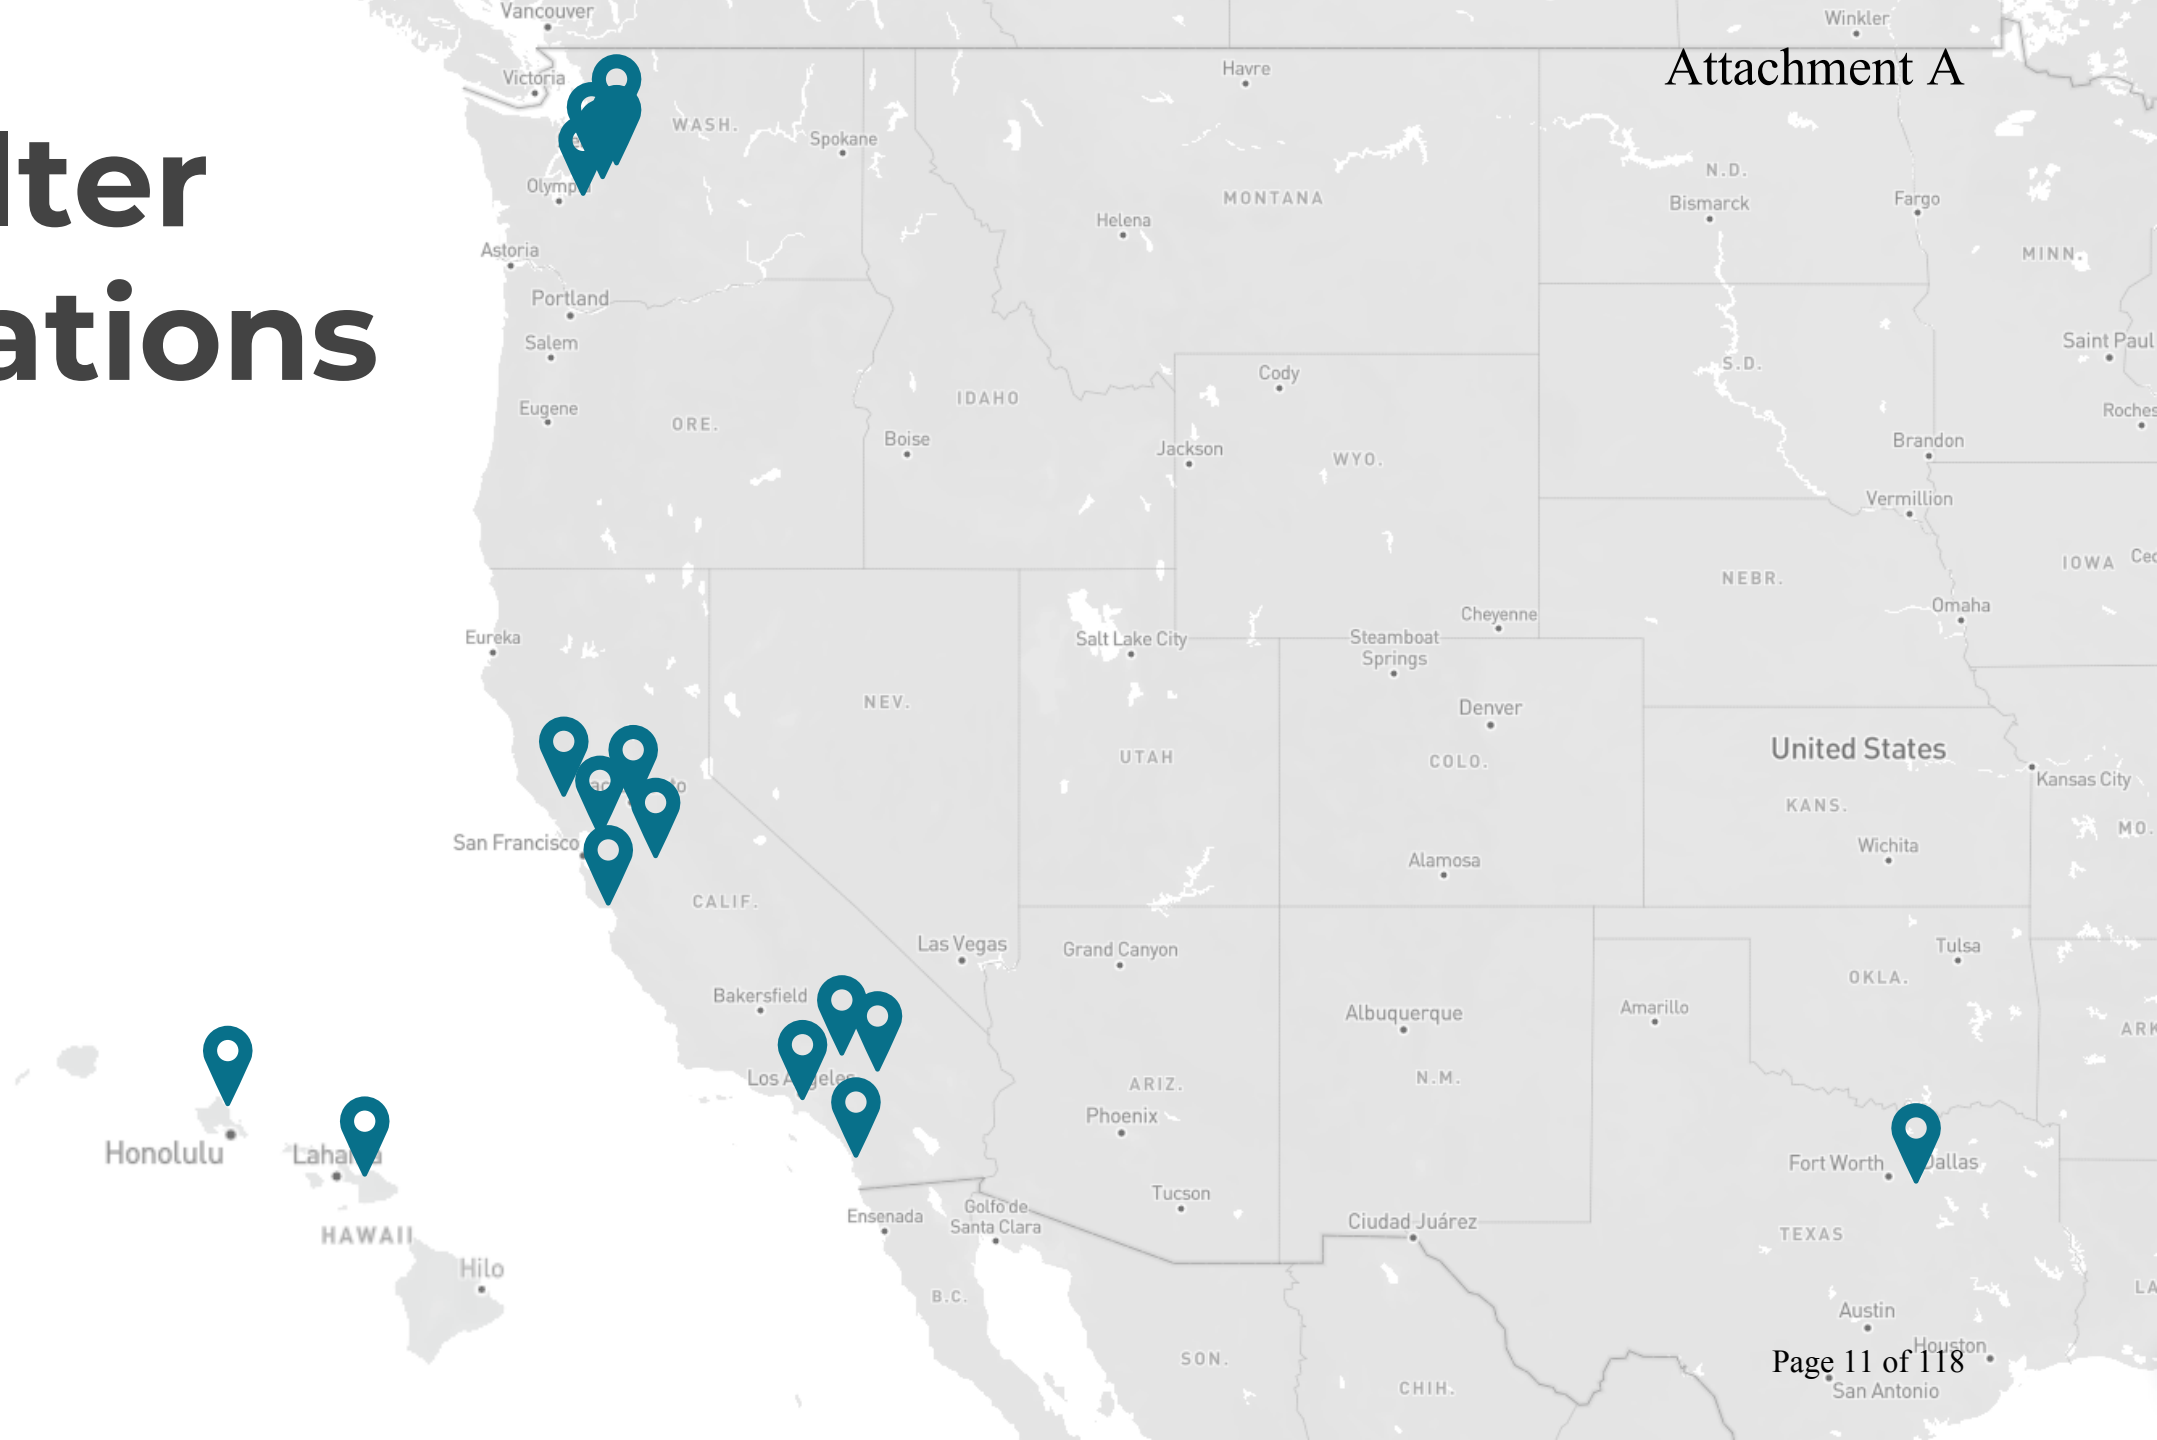 Vancouver
Winkler
Attachment A
Victoria
Havre
WASH.
Spokane
N.D.
Bismarck
Fargo
MONTANA
Helena
lter
Astoria
MINN.
Portland
ations
Salem
Saint Paul
S.D.
Cody
IDAHO
Eugene
ORE.
Boise
Jackson
WYO.
Roches
Brandon
Vermillion
IOWA
Ced
NEBR.
Omaha
Cheyenne
Eureka
Salt Lake City
Steamboat
Springs
NEV.
Denver
UTAH
COLO.
United States
Kansas City
KANS.
MO.
San Francisco
Wichita
Alamosa
CALIF.
Las Vegas
Grand Canyon
Tulsa
OKLA.
Bakersfield
Albuquerque
Amarillo
ARK
Los Angeles
ARIZ.
N.M.
Phoenix
Honolulu
Fort Worth
Dallas
Tucson
Ensenada
Golfo de
Santa Clara
Ciudad Juárez
TEXAS
HAWAII
Hilo
B.C.
LA
Austin
Houston
SON.
Page 11 of 118
CHIH.
San Antonio